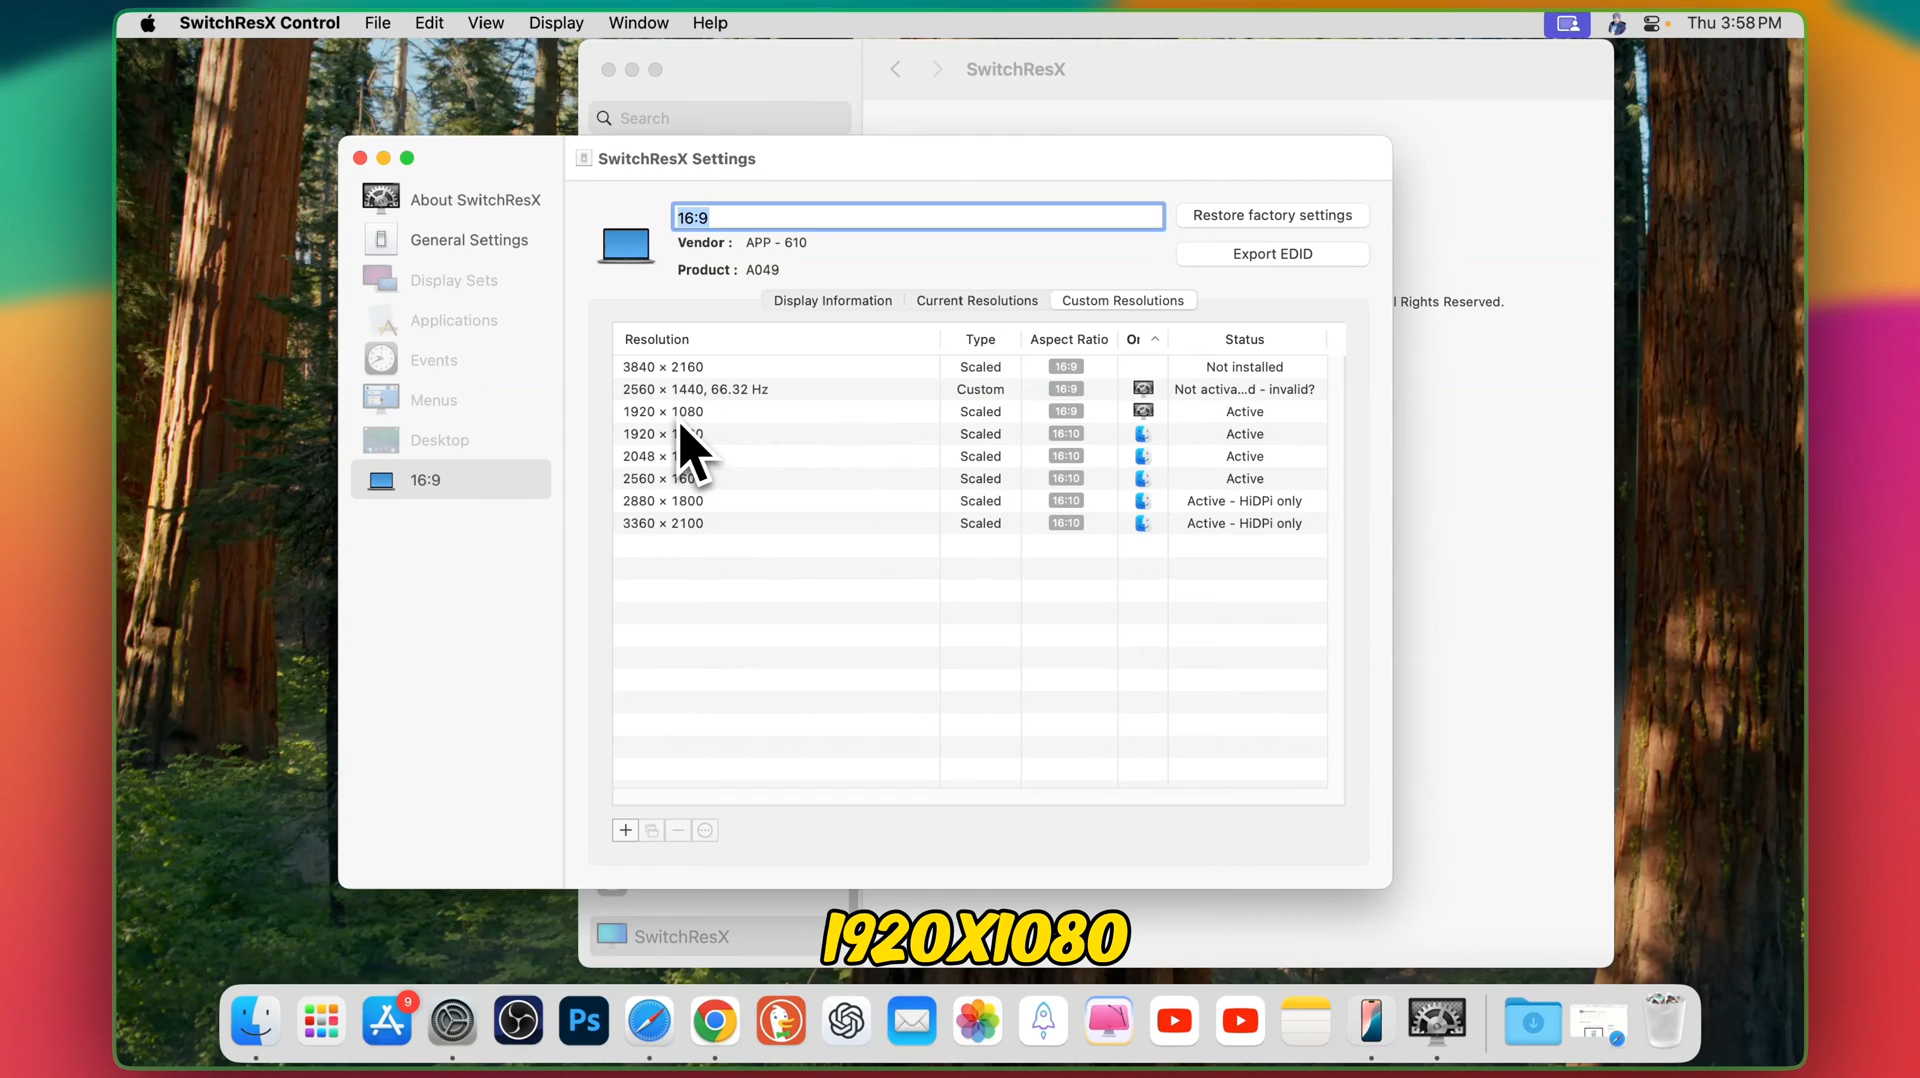 SwitchResX Control File Edit View Display Window Help Thu 3:58 PM
SwitchResX
Search
SwitchResX Settings
About SwitchResX
General Settings
Display Sets
Applications
Events
Menus
Desktop
16:9
16:9
Restore factory settings
Vendor : APP - 610
Export EDID
Product : A049
Display Information Current Resolutions Custom Resolutions
l Rights Reserved.
Resolution Type Aspect Ratio Or Status
3840 × 2160 Scaled 16:9 Not installed
2560 × 1440, 66.32 Hz Custom 16:9 Not activa...d - invalid?
1920 × 1080 Scaled 16:9 Active
1920 × Scaled 16:10 Active
2048 × Scaled 16:10 Active
2560 × Scaled 16:10 Active
2880 × 1800 Scaled 16:10 Active - HiDPi only
3360 × 2100 Scaled 16:10 Active - HiDPi only
SwitchResX
1920X1080
9
Ps